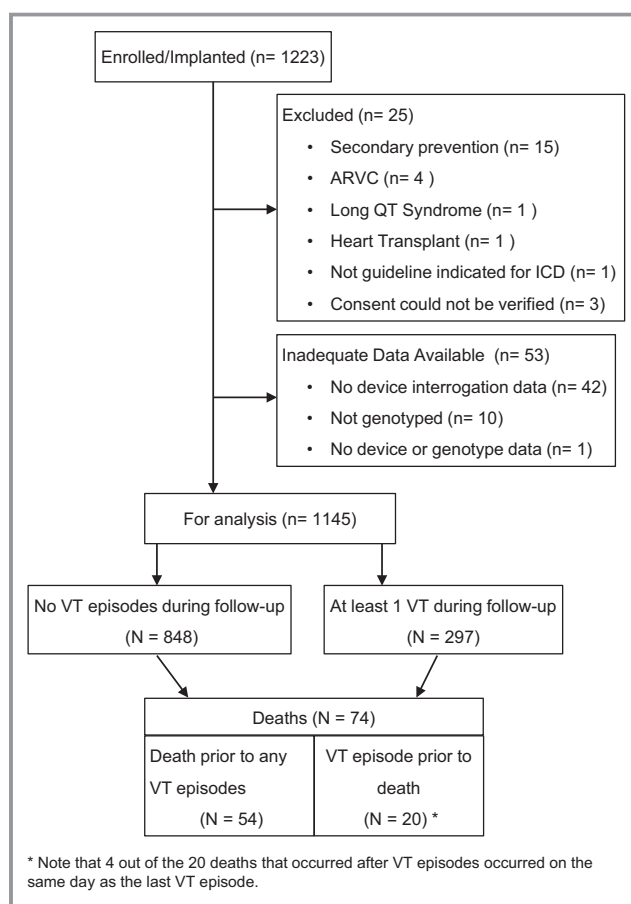 Enrolled/Implanted (n= 1223)
Excluded (n= 25)
• Secondary prevention (n= 15)
• ARVC (n= 4 )
• Long QT Syndrome (n= 1 )
• Heart Transplant (n= 1 )
• Not guideline indicated for ICD (n= 1)
• Consent could not be verified (n= 3)
Inadequate Data Available  (n= 53)
• No device interrogation data (n= 42)
• Not genotyped (n= 10)
• No device or genotype data (n= 1)
For analysis (n= 1145)
No VT episodes during follow-up
(N = 848)
At least 1 VT during follow-up
(N = 297)
Deaths (N = 74)
Death prior to any
VT episodes
(N = 54)
VT episode prior to
death
(N = 20) *
* Note that 4 out of the 20 deaths that occurred after VT episodes occurred on the
same day as the last VT episode.